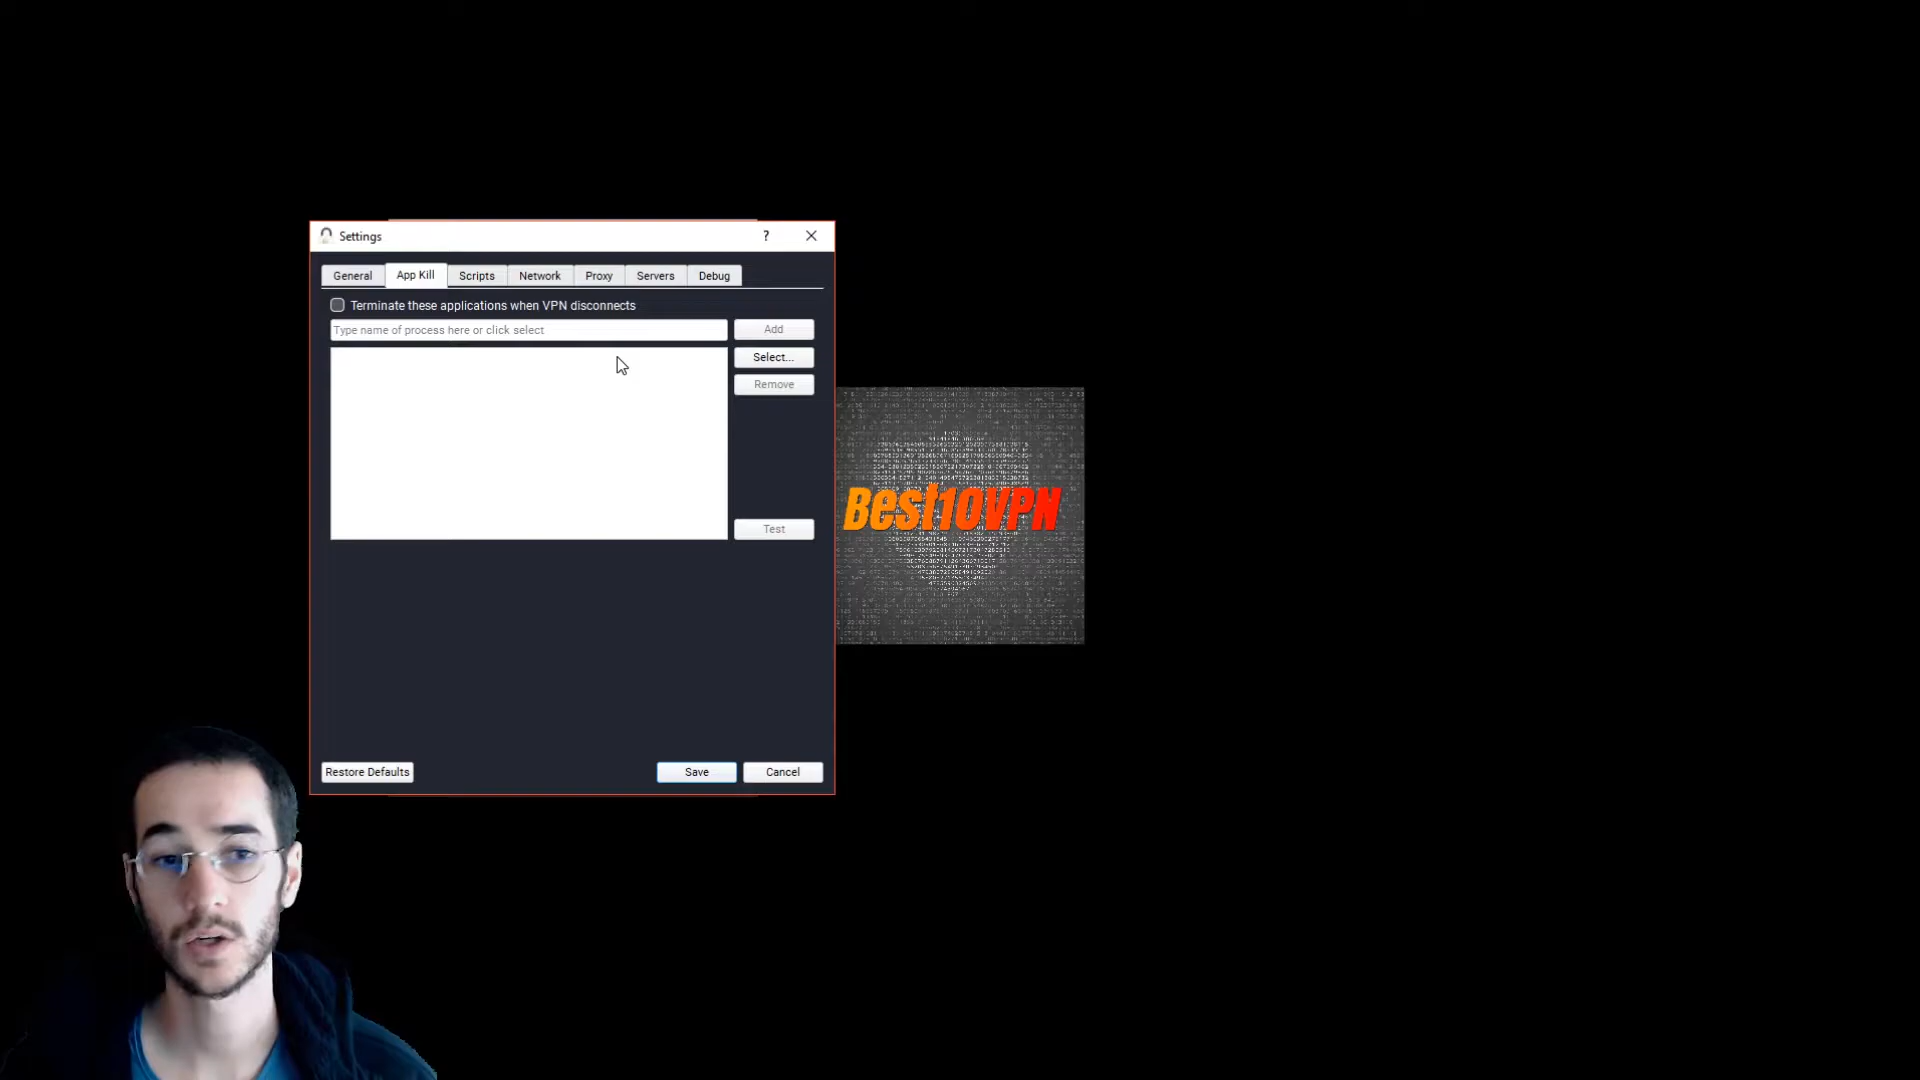 Settings
?
General App Kill Scripts Network Proxy Servers Debug
Terminate these applications when VPN disconnects
Type name of process here or click select Add
Select...
Remove
Best10VPN
Test
Restore Defaults Save Cancel